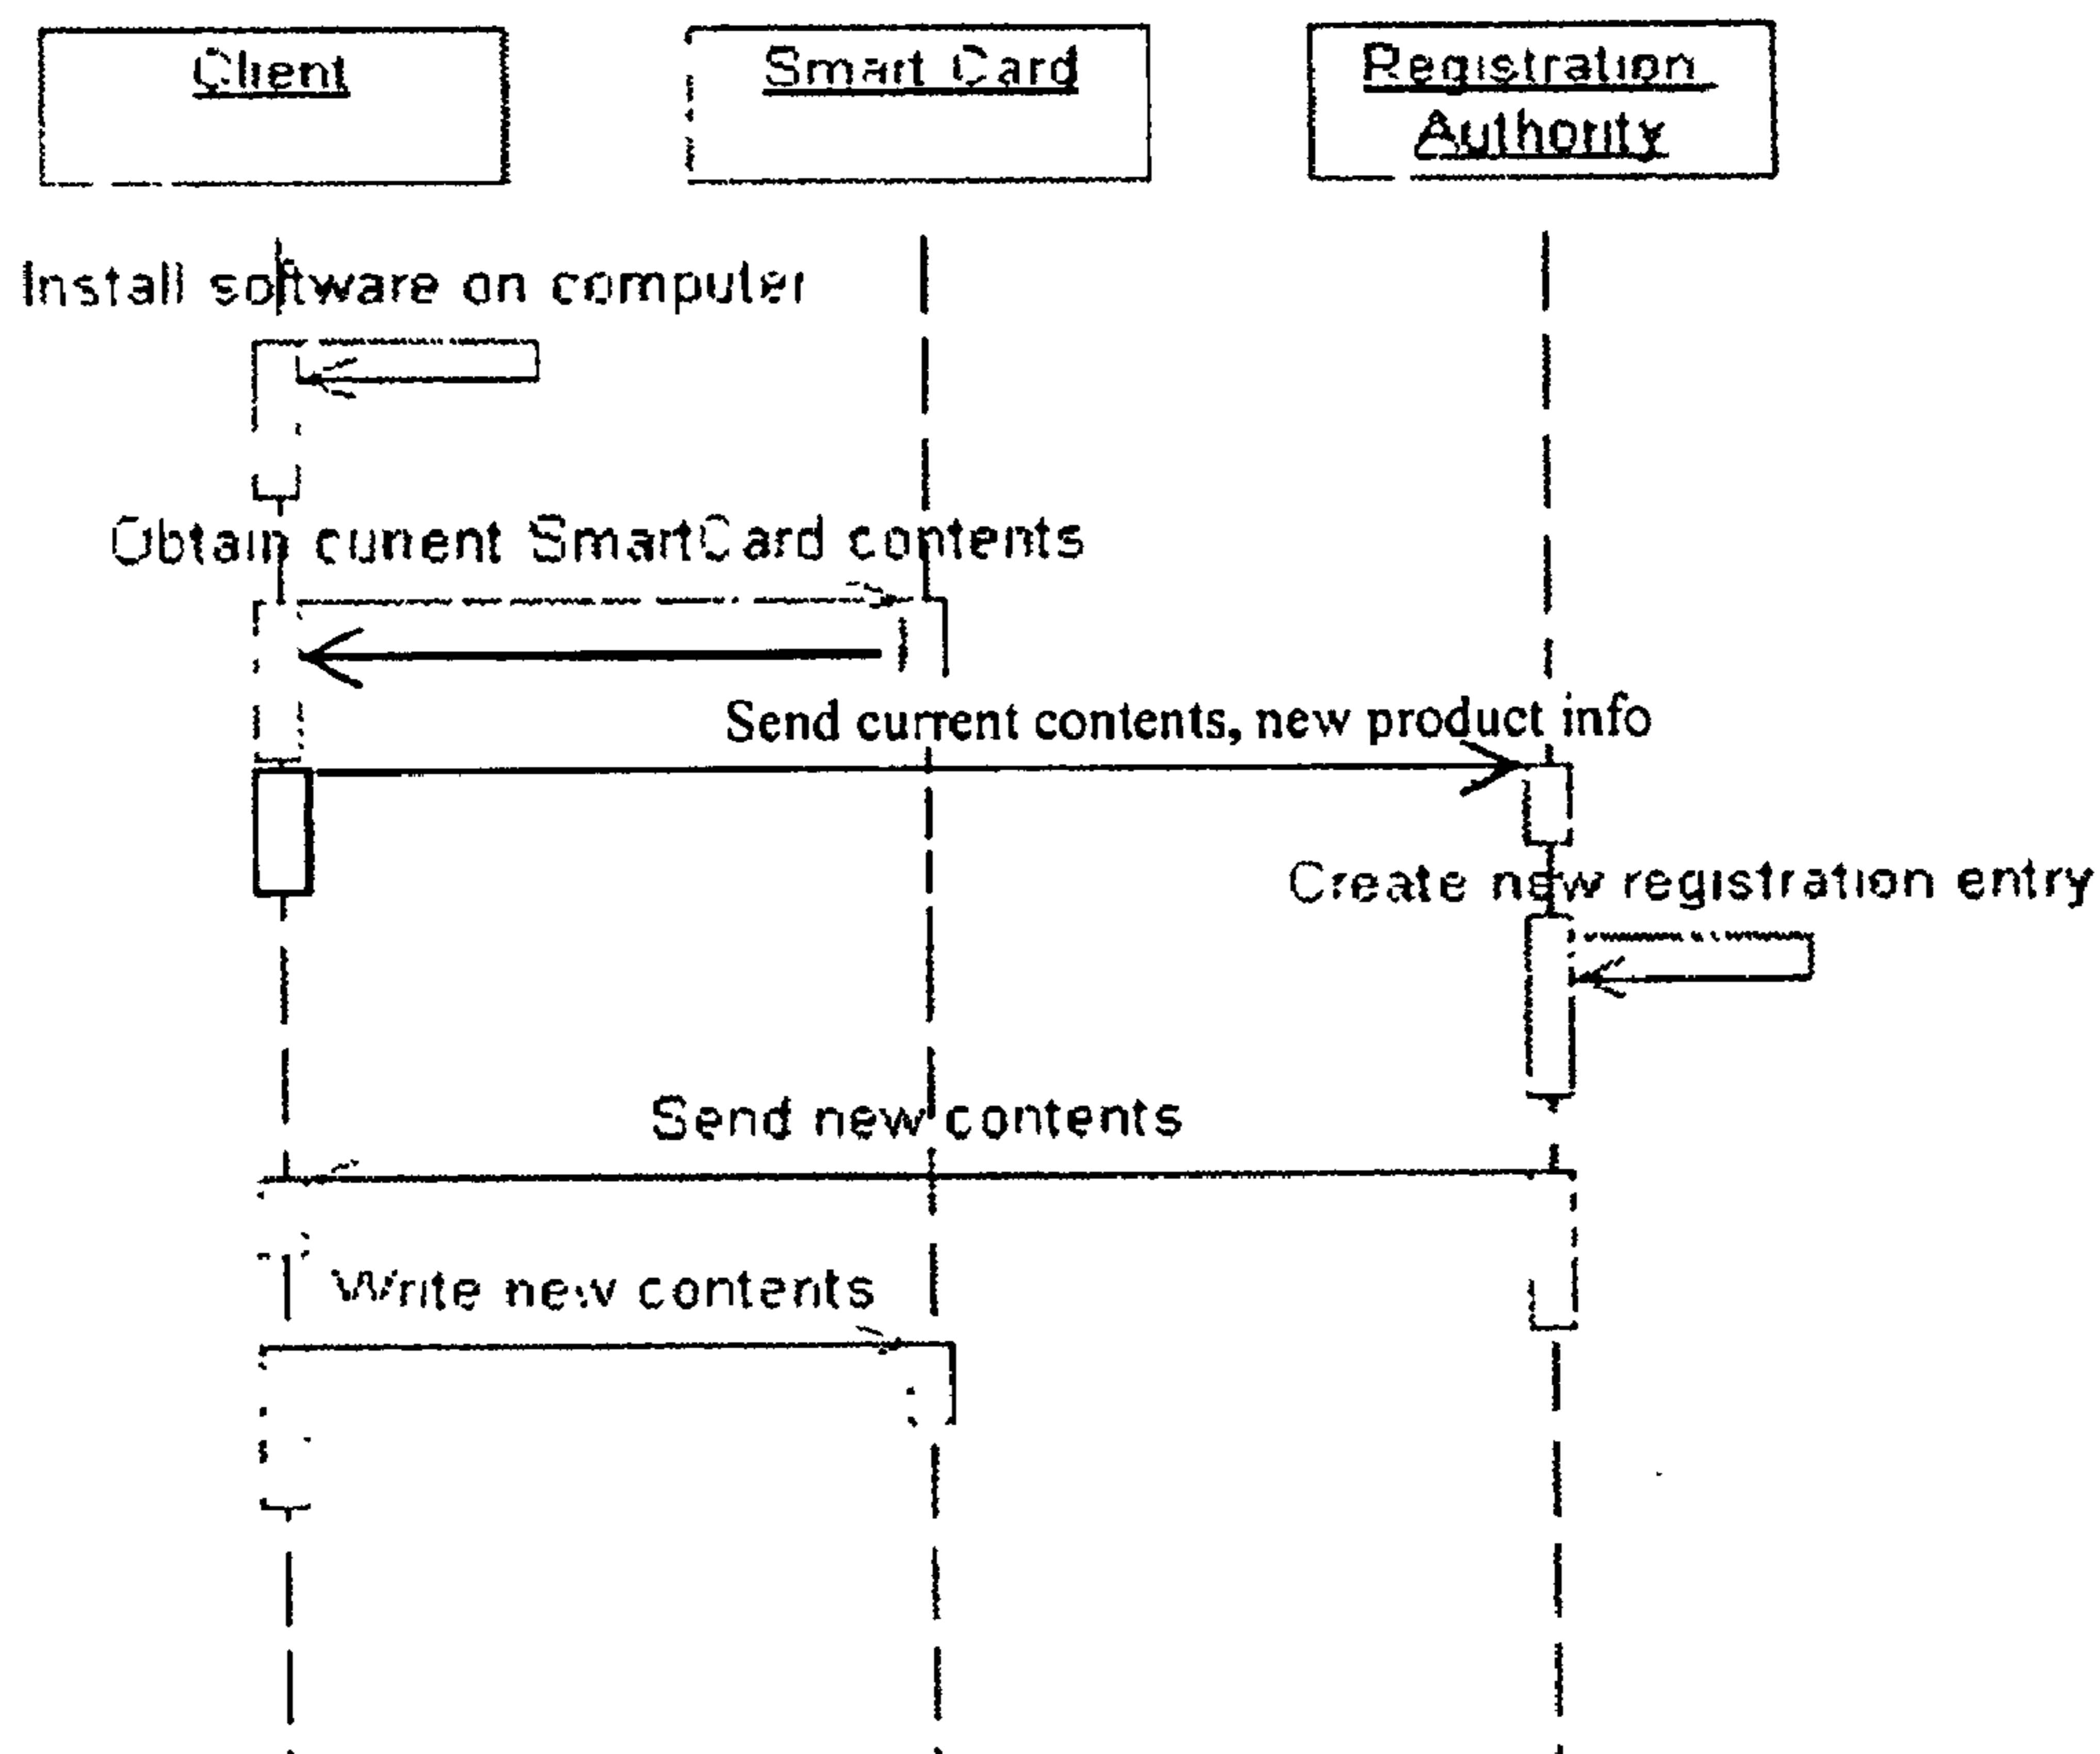 Client
Smart Card
Registration
Authority
Install software on computer
Obtain current SmartCard contents
Send current contents, new product info
Create new registration entry
Send new contents
Write new contents